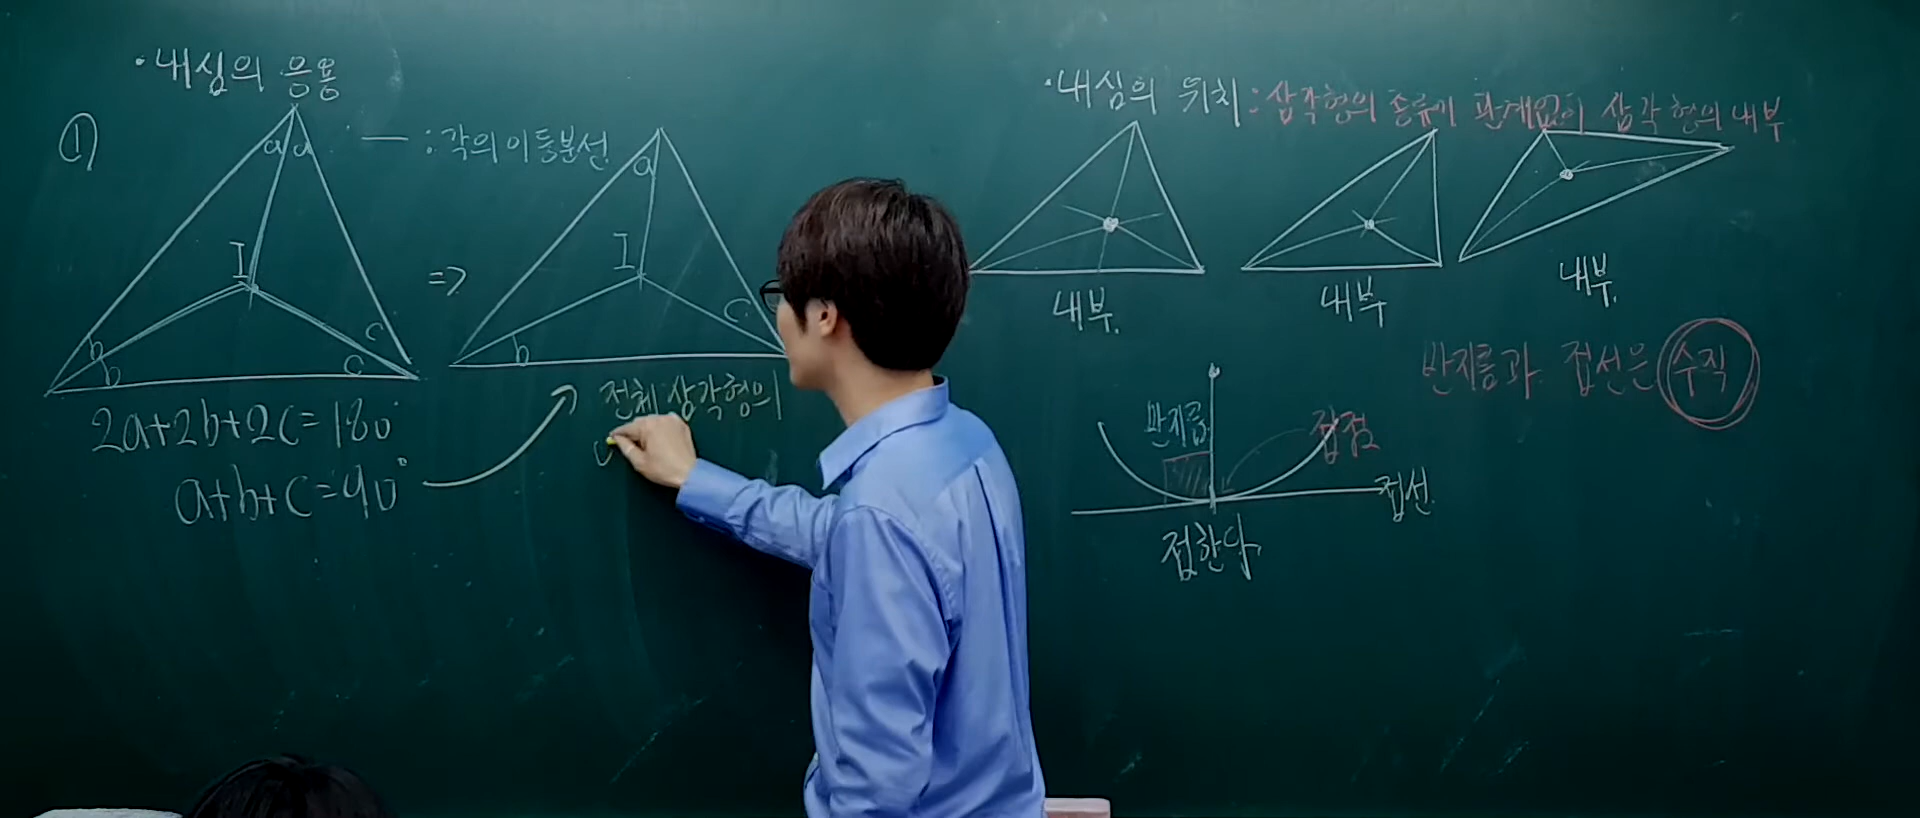 ·내심의 응용
①
a a
— : 각의 이등분선
I
b
b
c
c
2a+2b+2c=180°
a+b+c=90°
=>
a
I
b
c
전체 삼각형의
·내심의 위치 : 삼각형의 종류에 관계없이 삼각형의 내부
내부.
내부
내부.
반지름과 접선은 수직
반지름
접점
접선.
접한다.